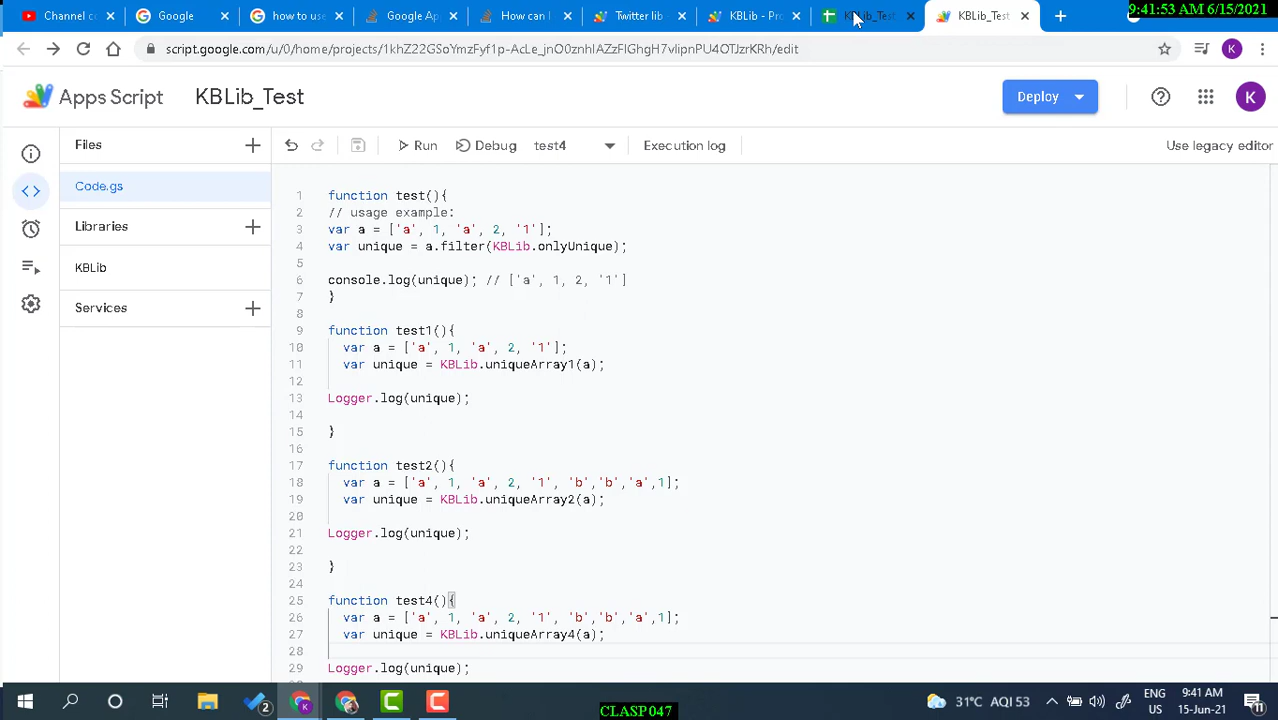 Channel c
Google
how to use
Google Ap
How can I
Twitter lib -
KBLib - Pro
KBLib_Test
KBLib_Test
9:41:53 AM 6/15/2021
script.google.com/u/0/home/projects/1khZ22GSoYmzFyf1p-AcLe_jnO0znhlAZzFIGhgH7vlipnPU4OTJzrKRh/edit
K
Apps Script
KBLib_Test
Deploy
K
Files
Run
Debug
test4
Execution log
Use legacy editor
Code.gs
Libraries
KBLib
Services
1 function test(){
2 // usage example:
3 var a = ['a', 1, 'a', 2, '1'];
4 var unique = a.filter(KBLib.onlyUnique);
5
6 console.log(unique); // ['a', 1, 2, '1']
7 }
8
9 function test1(){
10 var a = ['a', 1, 'a', 2, '1'];
11 var unique = KBLib.uniqueArray1(a);
12
13 Logger.log(unique);
14
15 }
16
17 function test2(){
18 var a = ['a', 1, 'a', 2, '1', 'b','b','a',1];
19 var unique = KBLib.uniqueArray2(a);
20
21 Logger.log(unique);
22
23 }
24
25 function test4(){
26 var a = ['a', 1, 'a', 2, '1', 'b','b','a',1];
27 var unique = KBLib.uniqueArray4(a);
28
29 Logger.log(unique);
2
K
C
C
31°C AQI 53
ENG
US
9:41 AM
15-Jun-21
11
CLASP047